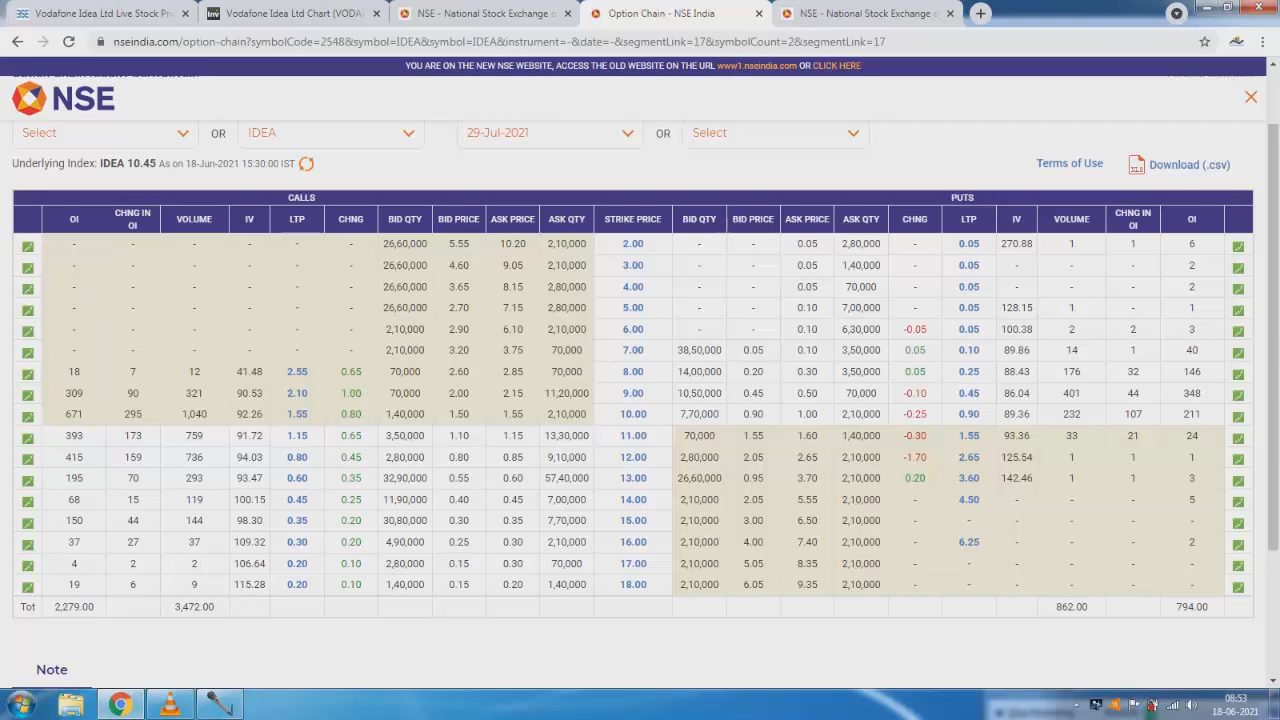 Vodafone Idea Ltd Live Stock Pri
Vodafone Idea Ltd Chart (VODA
NSE - National Stock Exchange o
Option Chain - NSE India
NSE - National Stock Exchange o
nseindia.com/option-chain?symbolCode=2548&symbol=IDEA&symbol=IDEA&instrument=-&date=-&segmentLink=17&symbolCount=2&segmentLink=17
YOU ARE ON THE NEW NSE WEBSITE, ACCESS THE OLD WEBSITE ON THE URL www1.nseindia.com OR CLICK HERE
NSE
Select OR IDEA 29-Jul-2021 OR Select
Underlying Index: IDEA 10.45 As on 18-Jun-2021 15:30:00 IST Terms of Use XLS Download (.csv)
CALLS PUTS
OI CHNG IN OI VOLUME IV LTP CHNG BID QTY BID PRICE ASK PRICE ASK QTY STRIKE PRICE BID QTY BID PRICE ASK PRICE ASK QTY CHNG LTP IV VOLUME CHNG IN OI OI
- - - - - - 26,60,000 5.55 10.20 2,10,000 2.00 - - 0.05 2,80,000 - 0.05 270.88 1 1 6
- - - - - - 26,60,000 4.60 9.05 2,10,000 3.00 - - 0.05 1,40,000 - 0.05 - - - 2
- - - - - - 26,60,000 3.65 8.15 2,80,000 4.00 - - 0.05 70,000 - 0.05 - - - 2
- - - - - - 26,60,000 2.70 7.15 2,80,000 5.00 - - 0.10 7,00,000 - 0.05 128.15 1 - 1
- - - - - - 2,10,000 2.90 6.10 2,10,000 6.00 - - 0.10 6,30,000 -0.05 0.05 100.38 2 2 3
- - - - - - 2,10,000 3.20 3.75 70,000 7.00 38,50,000 0.05 0.10 3,50,000 0.05 0.10 89.86 14 1 40
18 7 12 41.48 2.55 0.65 70,000 2.60 2.85 70,000 8.00 14,00,000 0.20 0.30 3,50,000 0.05 0.25 88.43 176 32 146
309 90 321 90.53 2.10 1.00 70,000 2.00 2.15 11,20,000 9.00 10,50,000 0.45 0.50 70,000 -0.10 0.45 86.04 401 44 348
671 295 1,040 92.26 1.55 0.80 1,40,000 1.50 1.55 2,10,000 10.00 7,70,000 0.90 1.00 2,10,000 -0.25 0.90 89.36 232 107 211
393 173 759 91.72 1.15 0.65 3,50,000 1.10 1.15 13,30,000 11.00 70,000 1.55 1.60 1,40,000 -0.30 1.55 93.36 33 21 24
415 159 736 94.03 0.80 0.45 2,80,000 0.80 0.85 9,10,000 12.00 2,80,000 2.05 2.65 2,10,000 -1.70 2.65 125.54 1 1 1
195 70 293 93.47 0.60 0.35 32,90,000 0.55 0.60 57,40,000 13.00 26,60,000 0.95 3.70 2,10,000 0.20 3.60 142.46 1 1 3
68 15 119 100.15 0.45 0.25 11,90,000 0.40 0.45 7,00,000 14.00 2,10,000 2.05 5.55 2,10,000 - 4.50 - - - 5
150 44 144 98.30 0.35 0.20 30,80,000 0.30 0.35 7,70,000 15.00 2,10,000 3.00 6.50 2,10,000 - - - - - -
37 27 37 109.32 0.30 0.20 4,90,000 0.25 0.30 2,10,000 16.00 2,10,000 4.00 7.40 2,10,000 - 6.25 - - - 2
4 2 2 106.64 0.20 0.10 2,80,000 0.15 0.30 70,000 17.00 2,10,000 5.05 8.35 2,10,000 - - - - - -
19 6 9 115.28 0.20 0.10 1,40,000 0.15 0.20 1,40,000 18.00 2,10,000 6.05 9.35 2,10,000 - - - - - -
Tot 2,279.00 3,472.00 862.00 794.00
Note
08:53
18-06-2021